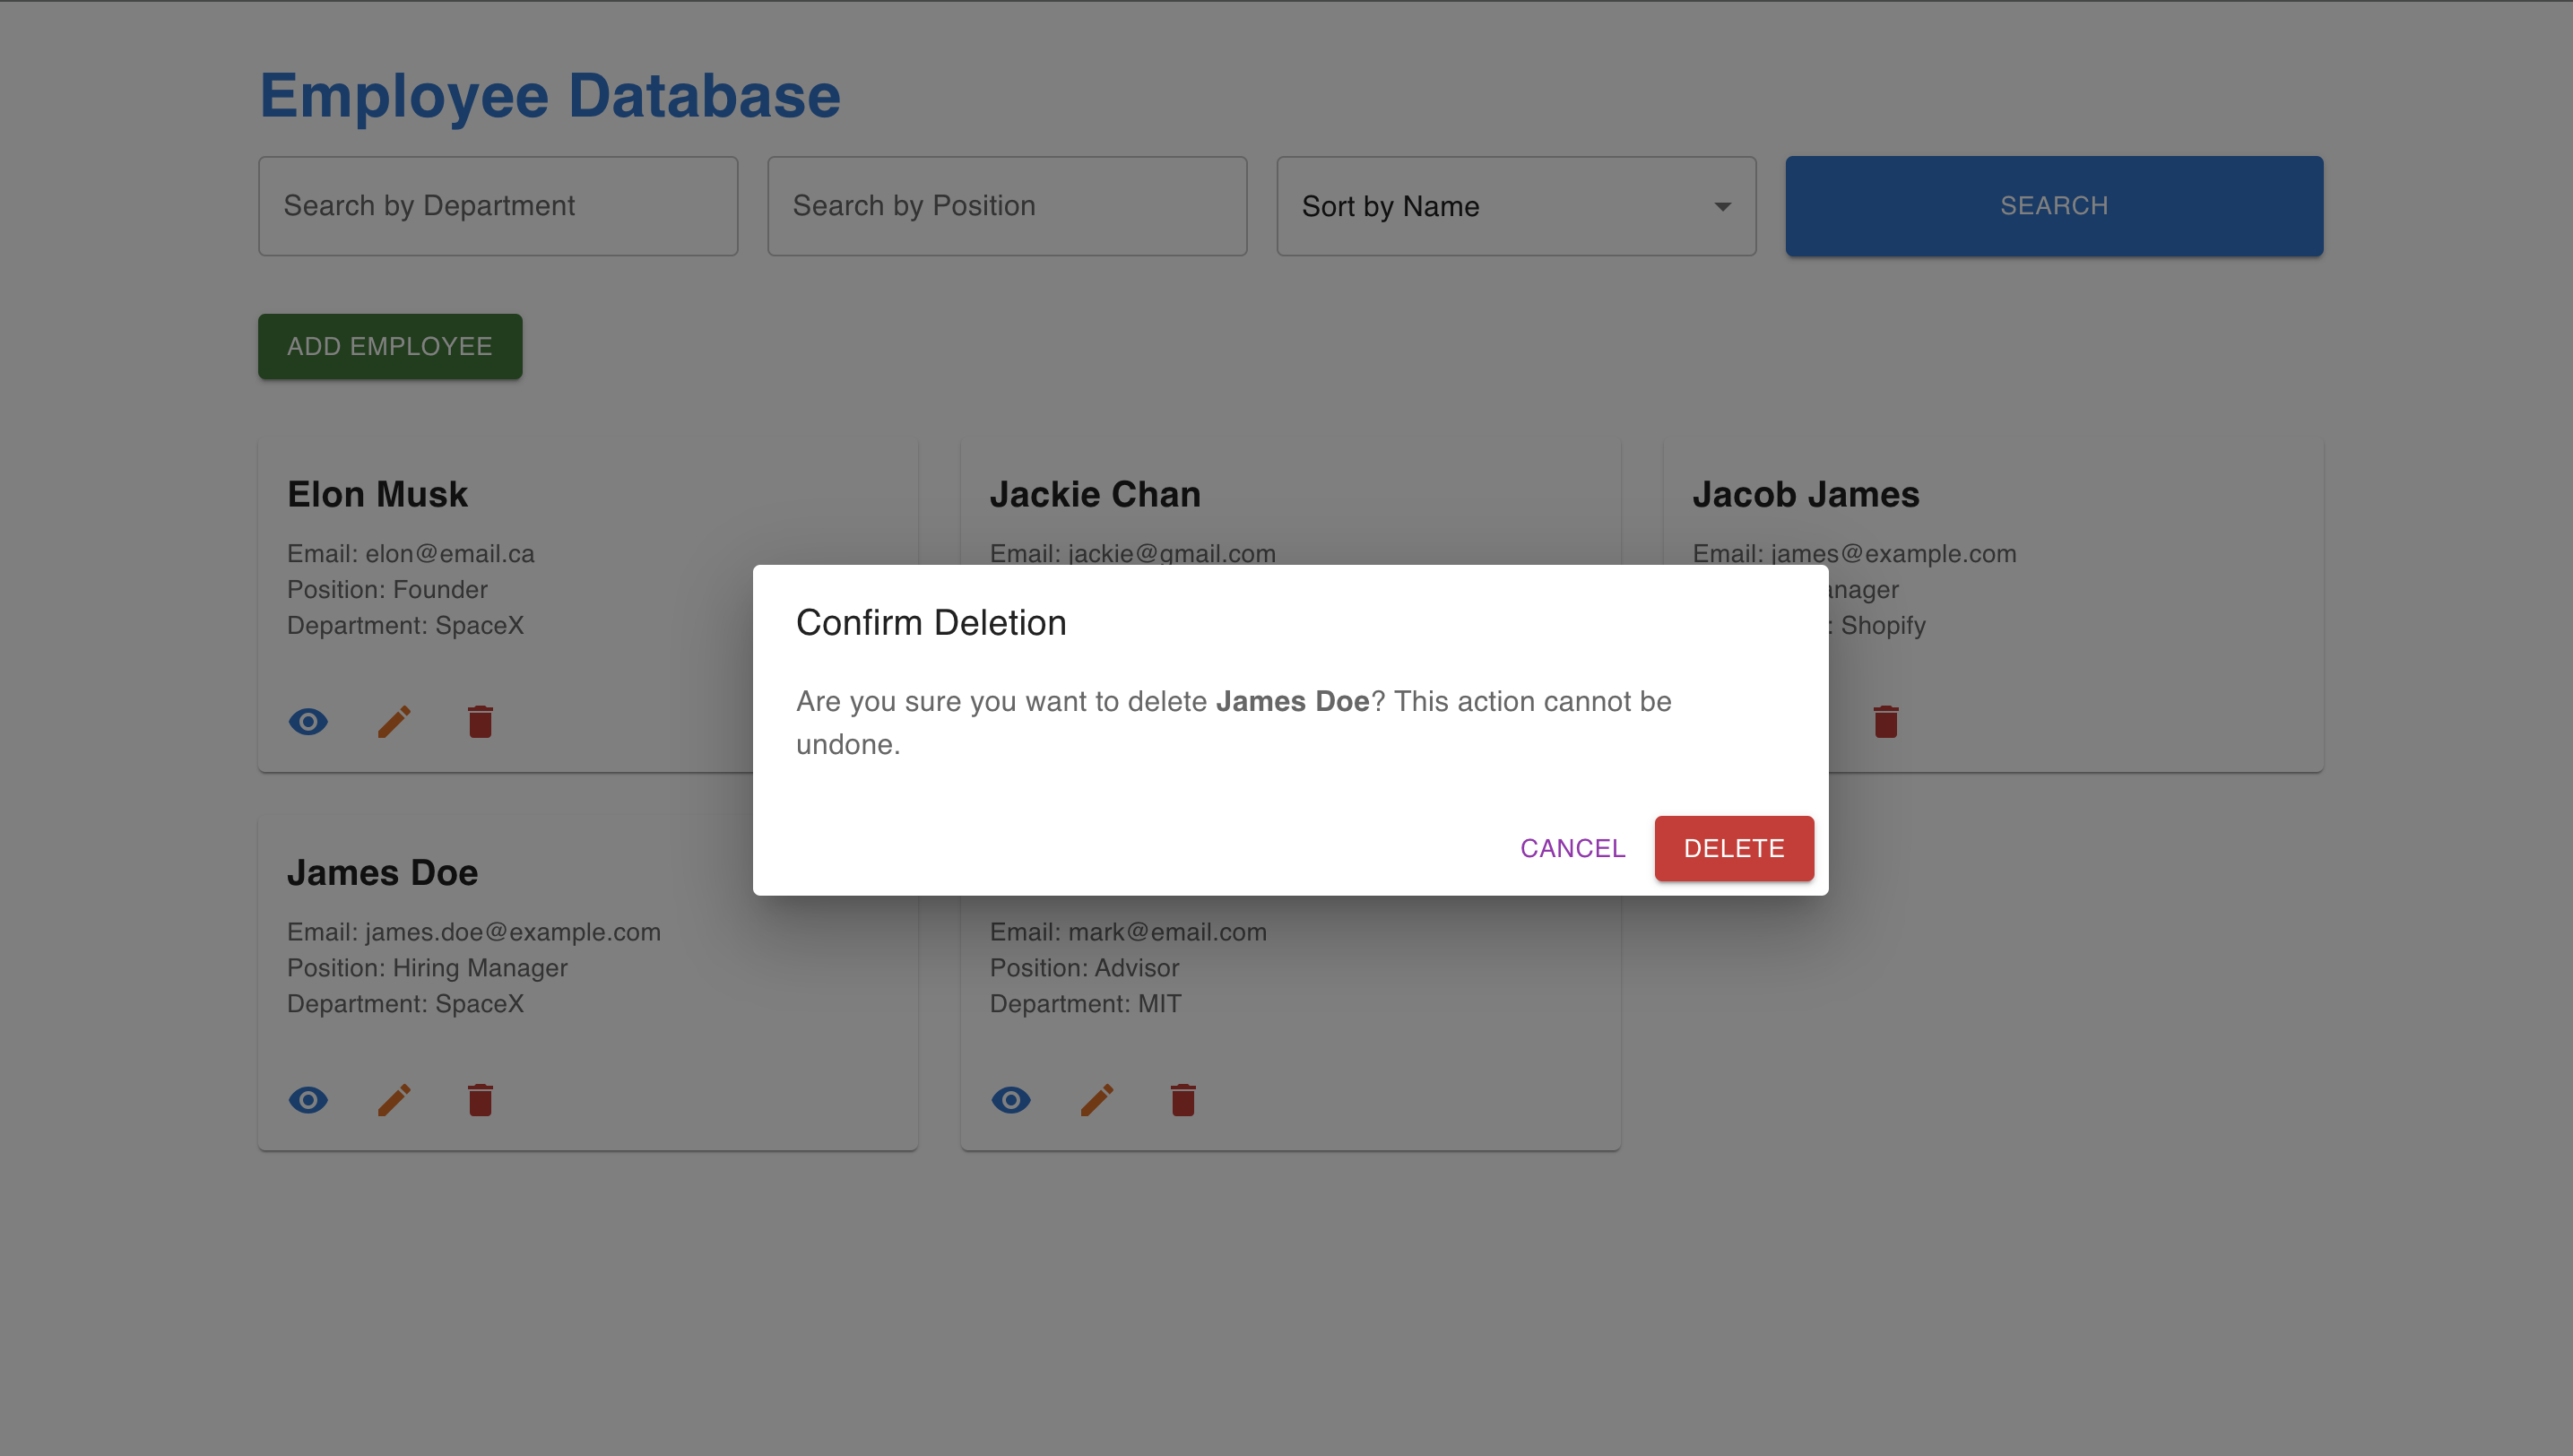 Employee Database
Search by Department
Search by Position
Sort by Name
SEARCH
ADD EMPLOYEE
Elon Musk
Email: elon@email.ca
Position: Founder
Department: SpaceX
Jackie Chan
Email: jackie@gmail.com
Jacob James
Email: james@example.com
: Shopify
Confirm Deletion
Are you sure you want to delete James Doe? This action cannot be
undone.
CANCEL
DELETE
James Doe
Email: james.doe@example.com
Position: Hiring Manager
Department: SpaceX
Email: mark@email.com
Position: Advisor
Department: MIT